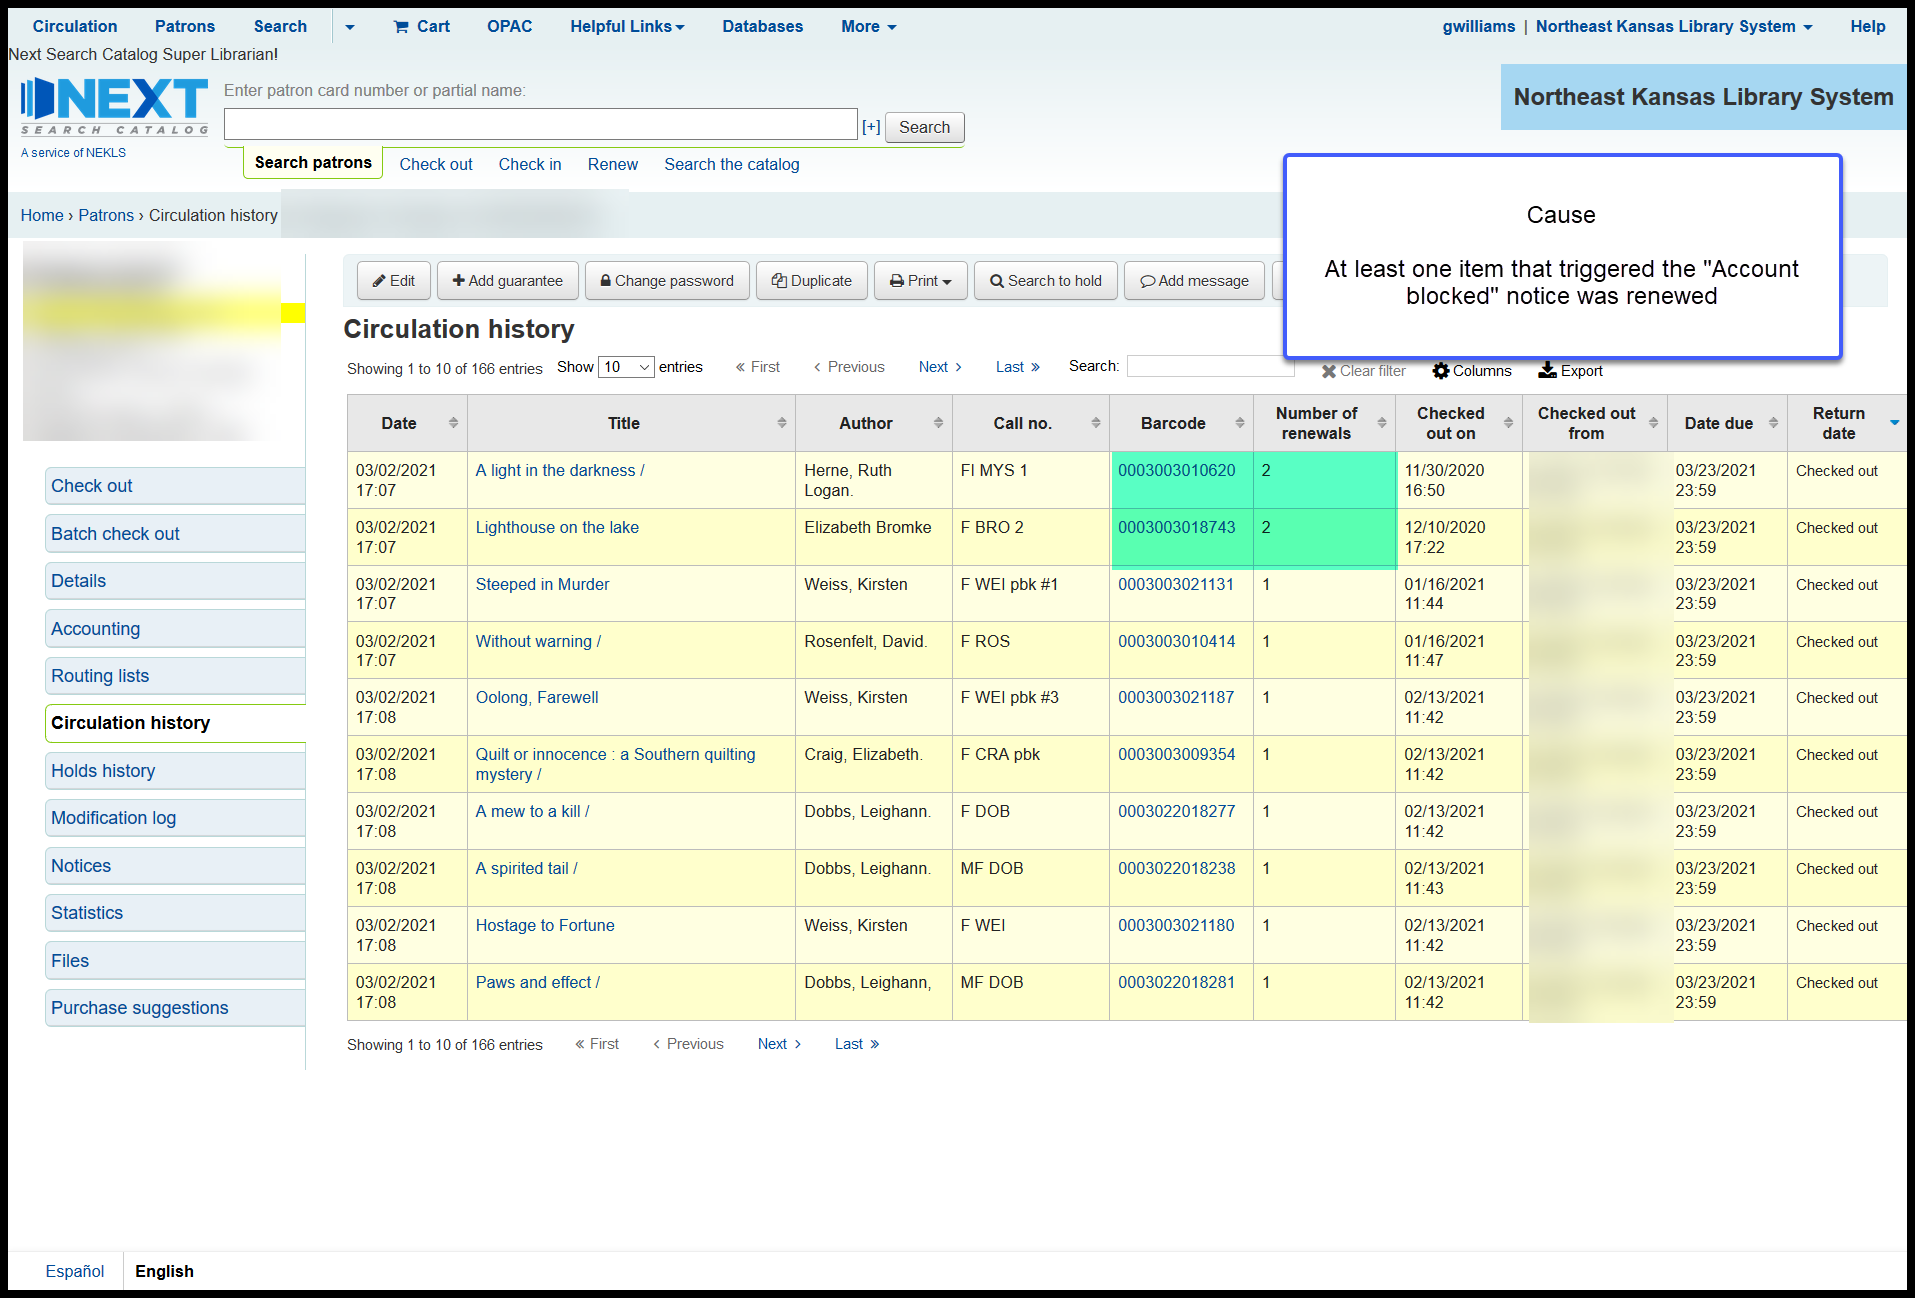 Circulation Patrons Search Cart OPAC Helpful Links Databases More gwilliams | Northeast Kansas Library System Help
Next Search Catalog Super Librarian!
NEXT
SEARCH CATALOG
A service of NEKLS
Enter patron card number or partial name:
[+] Search
Search patrons Check out Check in Renew Search the catalog
Northeast Kansas Library System
Home › Patrons › Circulation history
Cause
At least one item that triggered the "Account
blocked" notice was renewed
Edit Add guarantee Change password Duplicate Print Search to hold Add message
Circulation history
Showing 1 to 10 of 166 entries Show 10 entries « First ‹ Previous Next › Last » Search: Clear filter Columns Export
Date Title Author Call no. Barcode Number of renewals Checked out on Checked out from Date due Return date
03/02/2021 17:07 A light in the darkness / Herne, Ruth Logan. FI MYS 1 0003003010620 2 11/30/2020 16:50 03/23/2021 23:59 Checked out
03/02/2021 17:07 Lighthouse on the lake Elizabeth Bromke F BRO 2 0003003018743 2 12/10/2020 17:22 03/23/2021 23:59 Checked out
03/02/2021 17:07 Steeped in Murder Weiss, Kirsten F WEI pbk #1 0003003021131 1 01/16/2021 11:44 03/23/2021 23:59 Checked out
03/02/2021 17:07 Without warning / Rosenfelt, David. F ROS 0003003010414 1 01/16/2021 11:47 03/23/2021 23:59 Checked out
03/02/2021 17:08 Oolong, Farewell Weiss, Kirsten F WEI pbk #3 0003003021187 1 02/13/2021 11:42 03/23/2021 23:59 Checked out
03/02/2021 17:08 Quilt or innocence : a Southern quilting mystery / Craig, Elizabeth. F CRA pbk 0003003009354 1 02/13/2021 11:42 03/23/2021 23:59 Checked out
03/02/2021 17:08 A mew to a kill / Dobbs, Leighann. F DOB 0003022018277 1 02/13/2021 11:42 03/23/2021 23:59 Checked out
03/02/2021 17:08 A spirited tail / Dobbs, Leighann. MF DOB 0003022018238 1 02/13/2021 11:43 03/23/2021 23:59 Checked out
03/02/2021 17:08 Hostage to Fortune Weiss, Kirsten F WEI 0003003021180 1 02/13/2021 11:42 03/23/2021 23:59 Checked out
03/02/2021 17:08 Paws and effect / Dobbs, Leighann, MF DOB 0003022018281 1 02/13/2021 11:42 03/23/2021 23:59 Checked out
Showing 1 to 10 of 166 entries « First ‹ Previous Next › Last »
Check out
Batch check out
Details
Accounting
Routing lists
Circulation history
Holds history
Modification log
Notices
Statistics
Files
Purchase suggestions
Español English